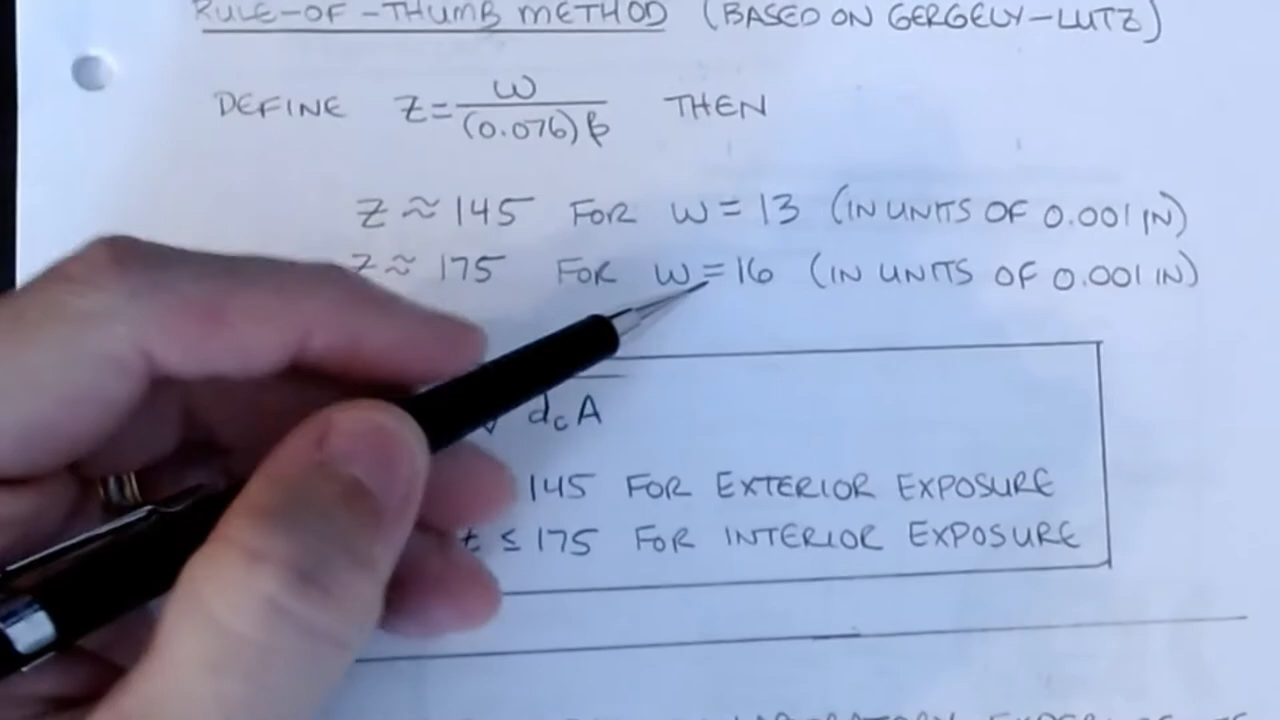 RULE-OF-THUMB METHOD (BASED ON GERGELY-LUTZ)
DEFINE Z = w / (0.076)β THEN
Z ≈ 145 FOR w = 13 (IN UNITS OF 0.001 IN)
Z ≈ 175 FOR w = 16 (IN UNITS OF 0.001 IN)
dcA
145 FOR EXTERIOR EXPOSURE
≤ 175 FOR INTERIOR EXPOSURE